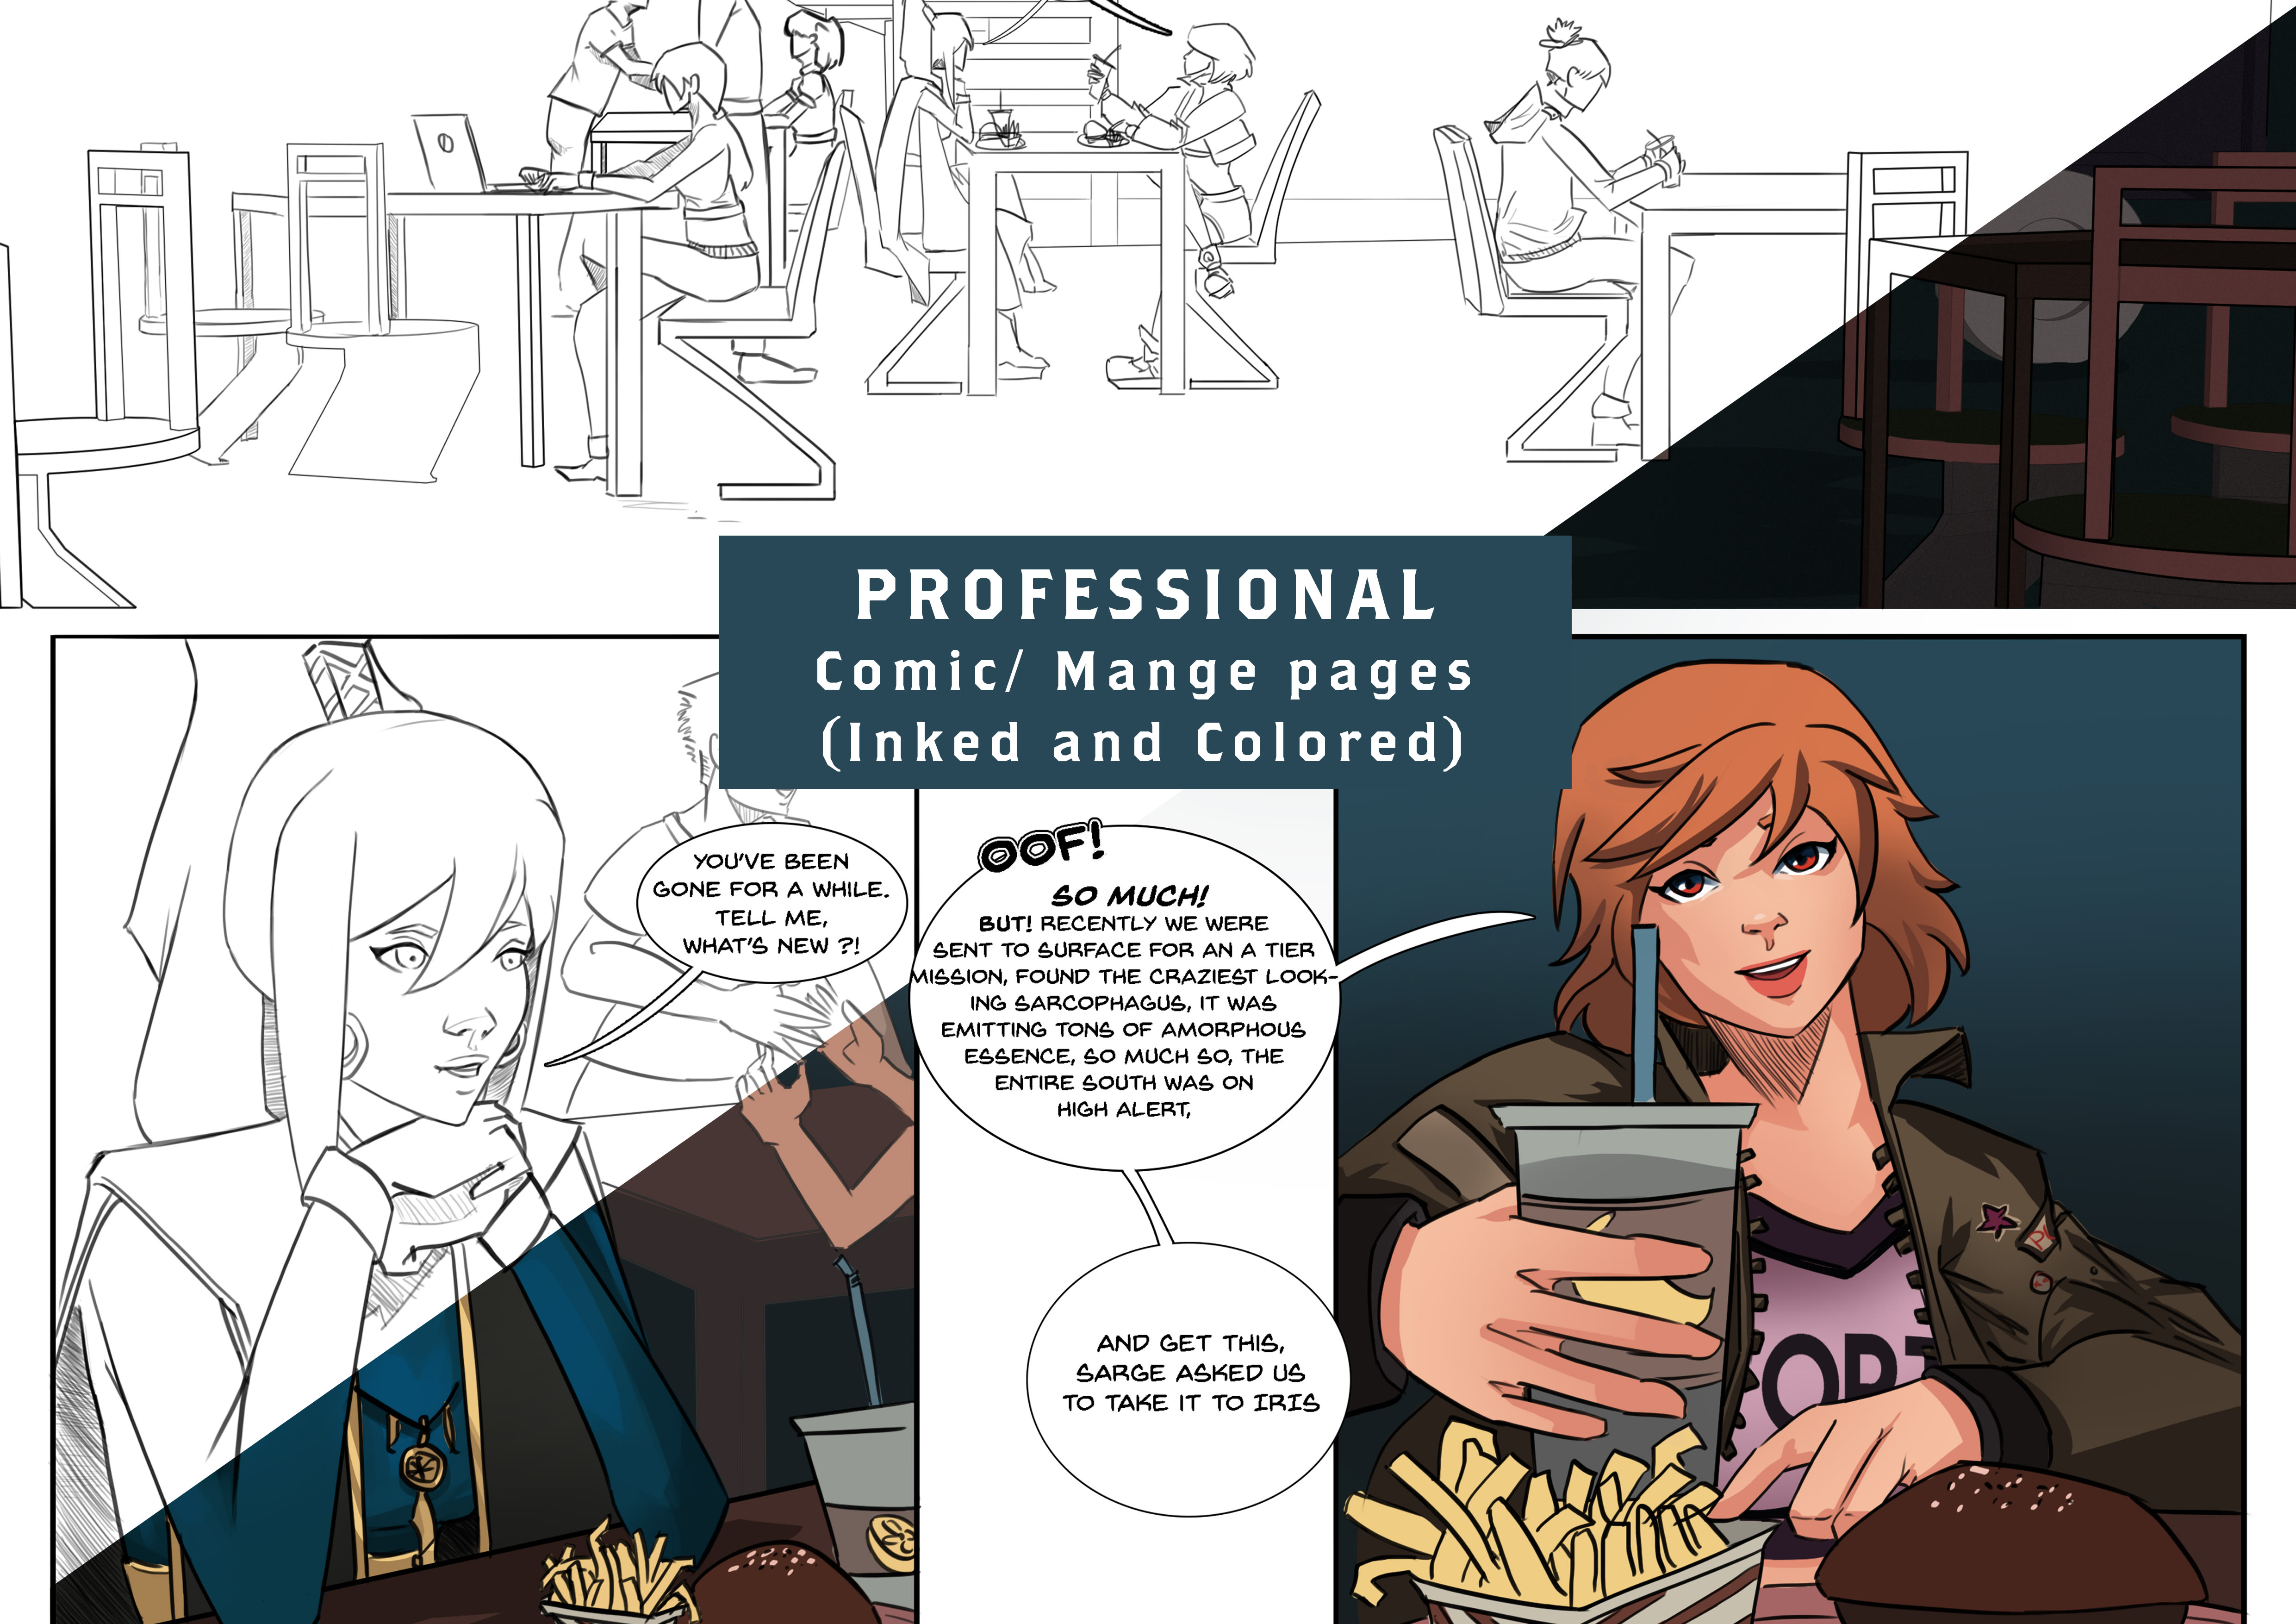 PROFESSIONAL
Comic/ Mange pages
(Inked and Colored)
YOU'VE BEEN
GONE FOR A WHILE.
TELL ME,
WHAT'S NEW ?!
OOF!
SO MUCH!
BUT! RECENTLY WE WERE
SENT TO SURFACE FOR AN A TIER
MISSION, FOUND THE CRAZIEST LOOK-
ING SARCOPHAGUS, IT WAS
EMITTING TONS OF AMORPHOUS
ESSENCE, SO MUCH SO, THE
ENTIRE SOUTH WAS ON
HIGH ALERT,
AND GET THIS,
SARGE ASKED US
TO TAKE IT TO IRIS